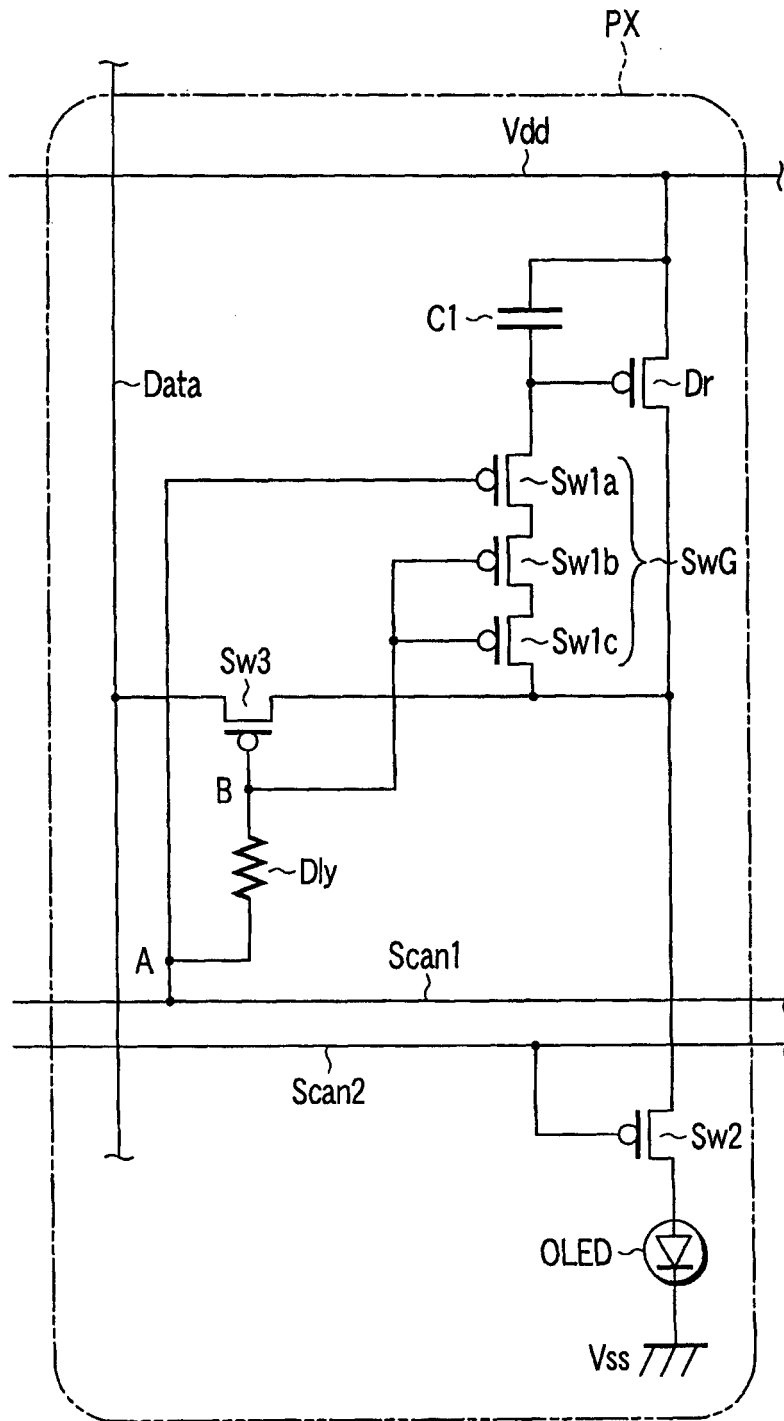 PX
Vdd
C1
Data
Dr
Sw1a
Sw1b
SwG
Sw1c
Sw3
B
Dly
A
Scan1
Scan2
Sw2
OLED
Vss